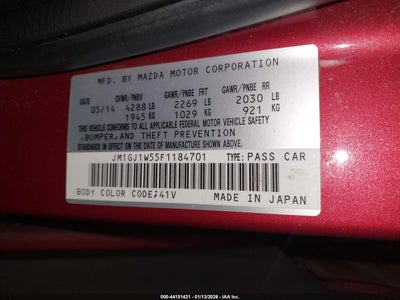 MFD. BY MAZDA MOTOR CORPORATION
GVWR/PNBV GAWR/PNBE FRT GAWR/PNBE RR
05/14 4288 LB 2269 LB 2030 LB
1945 KG 1029 KG 921 KG
THIS VEHICLE CONFORMS TO ALL APPLICABLE FEDERAL MOTOR VEHICLE SAFETY
,BUMPER,AND THEFT PREVENTION
STANDARDS IN EFFECT ON THE DATE OF MANUFACTURE SHOWN ABOVE.
JM1GJ1W55F1184701 TYPE: PASS CAR
BODY COLOR CODE;41V MADE IN JAPAN
000-44151421 - 01/13/2026 - IAA Inc.